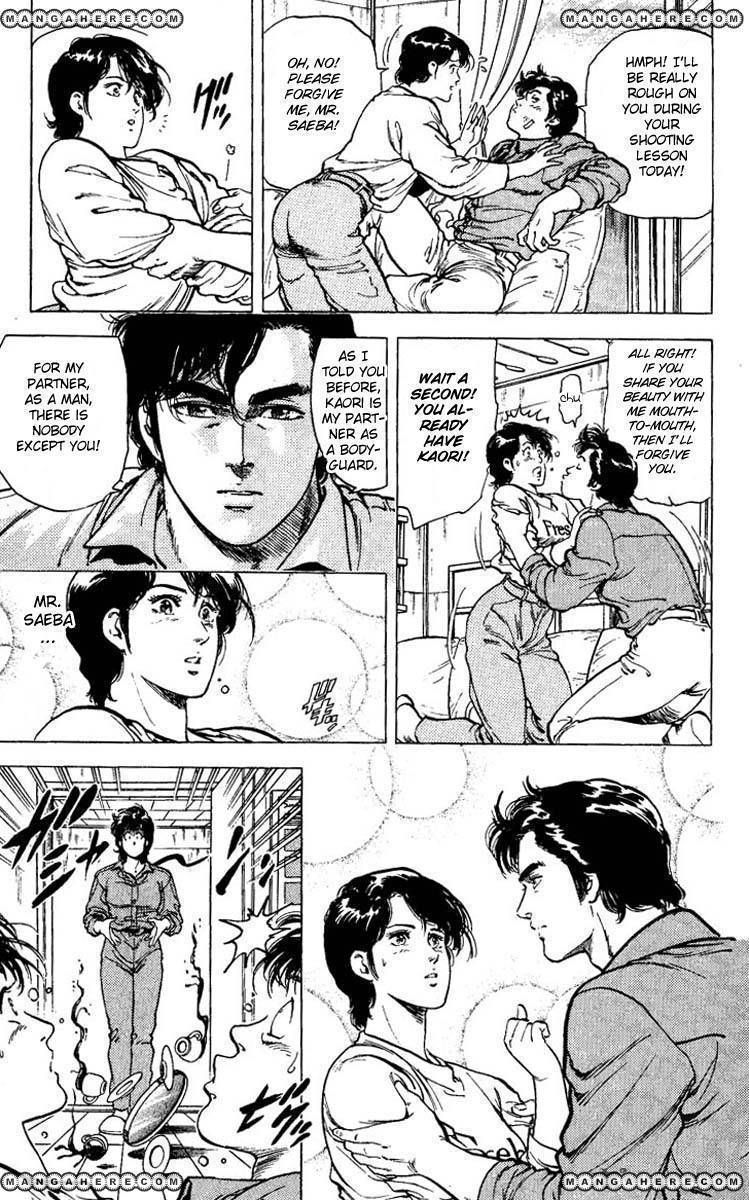 MANGAHERE.COM
MANGAHERE.COM
HMPH! I'LL
BE REALLY
ROUGH ON
YOU DURING
YOUR
SHOOTING
LESSON
TODAY!
OH, NO!
PLEASE
FORGIVE
ME, MR.
SAEBA!
ALL RIGHT!
IF YOU
SHARE YOUR
BEAUTY WITH
ME MOUTH-
TO-MOUTH,
THEN I'LL
FORGIVE
YOU.
chu
WAIT A
SECOND!
YOU AL-
READY
HAVE
KAORI!
Fres
AS I
TOLD YOU
BEFORE,
KAORI IS
MY PART-
NER AS
A BODY-
GUARD.
FOR MY
PARTNER,
AS A MAN,
THERE IS
NOBODY
EXCEPT YOU!
MR.
SAEBA
...
ガシャ
MANGAHERE.COM
MANGAHERE.COM